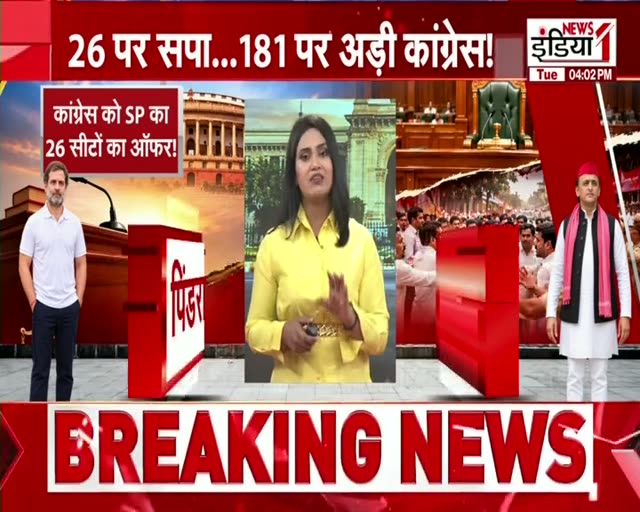 26 पर सपा...181 पर अड़ी कांग्रेस!
NEWS
इंडिया 1
Tue 04:02 PM
कांग्रेस को SP का
26 सीटों का ऑफर!
पिंडर
BREAKING NEWS